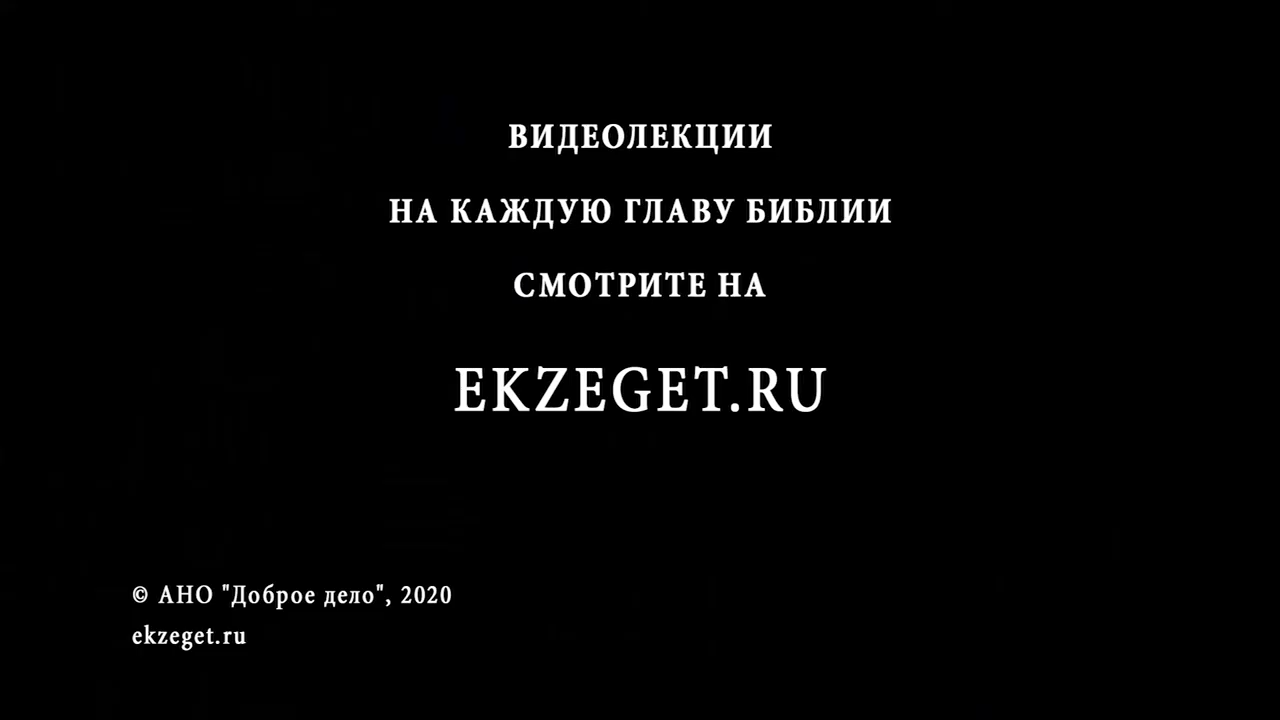 ВИДЕОЛЕКЦИИ
НА КАЖДУЮ ГЛАВУ БИБЛИИ
СМОТРИТЕ НА
EKZEGET.RU
© АНО "Доброе дело", 2020
ekzeget.ru